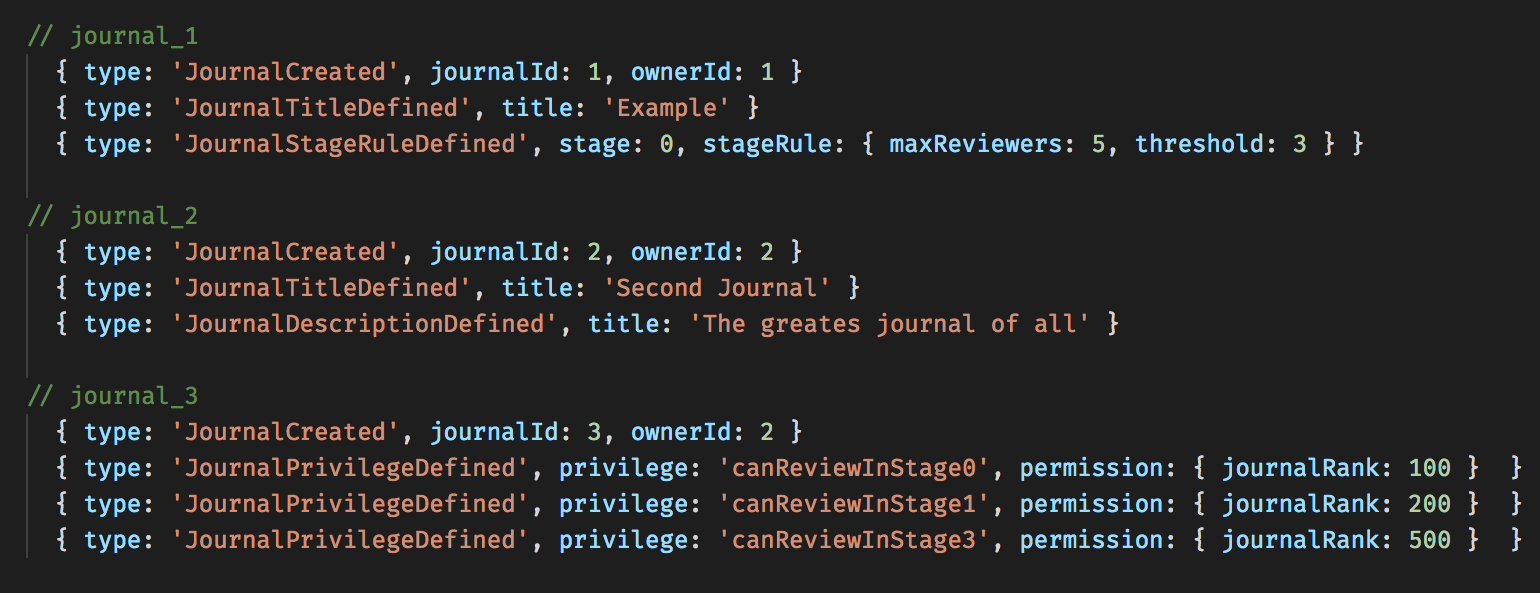 // journal_1
{ type: 'JournalCreated', journalId: 1, ownerId: 1 }
{ type: 'JournalTitleDefined', title: 'Example' }
{ type: 'JournalStageRuleDefined', stage: 0, stageRule: { maxReviewers: 5, threshold: 3 } }
// journal_2
{ type: 'JournalCreated', journalId: 2, ownerId: 2 }
{ type: 'JournalTitleDefined', title: 'Second Journal' }
{ type: 'JournalDescriptionDefined', title: 'The greates journal of all' }
// journal_3
{ type: 'JournalCreated', journalId: 3, ownerId: 2 }
{ type: 'JournalPrivilegeDefined', privilege: 'canReviewInStage0', permission: { journalRank: 100 }  }
{ type: 'JournalPrivilegeDefined', privilege: 'canReviewInStage1', permission: { journalRank: 200 }  }
{ type: 'JournalPrivilegeDefined', privilege: 'canReviewInStage3', permission: { journalRank: 500 }  }